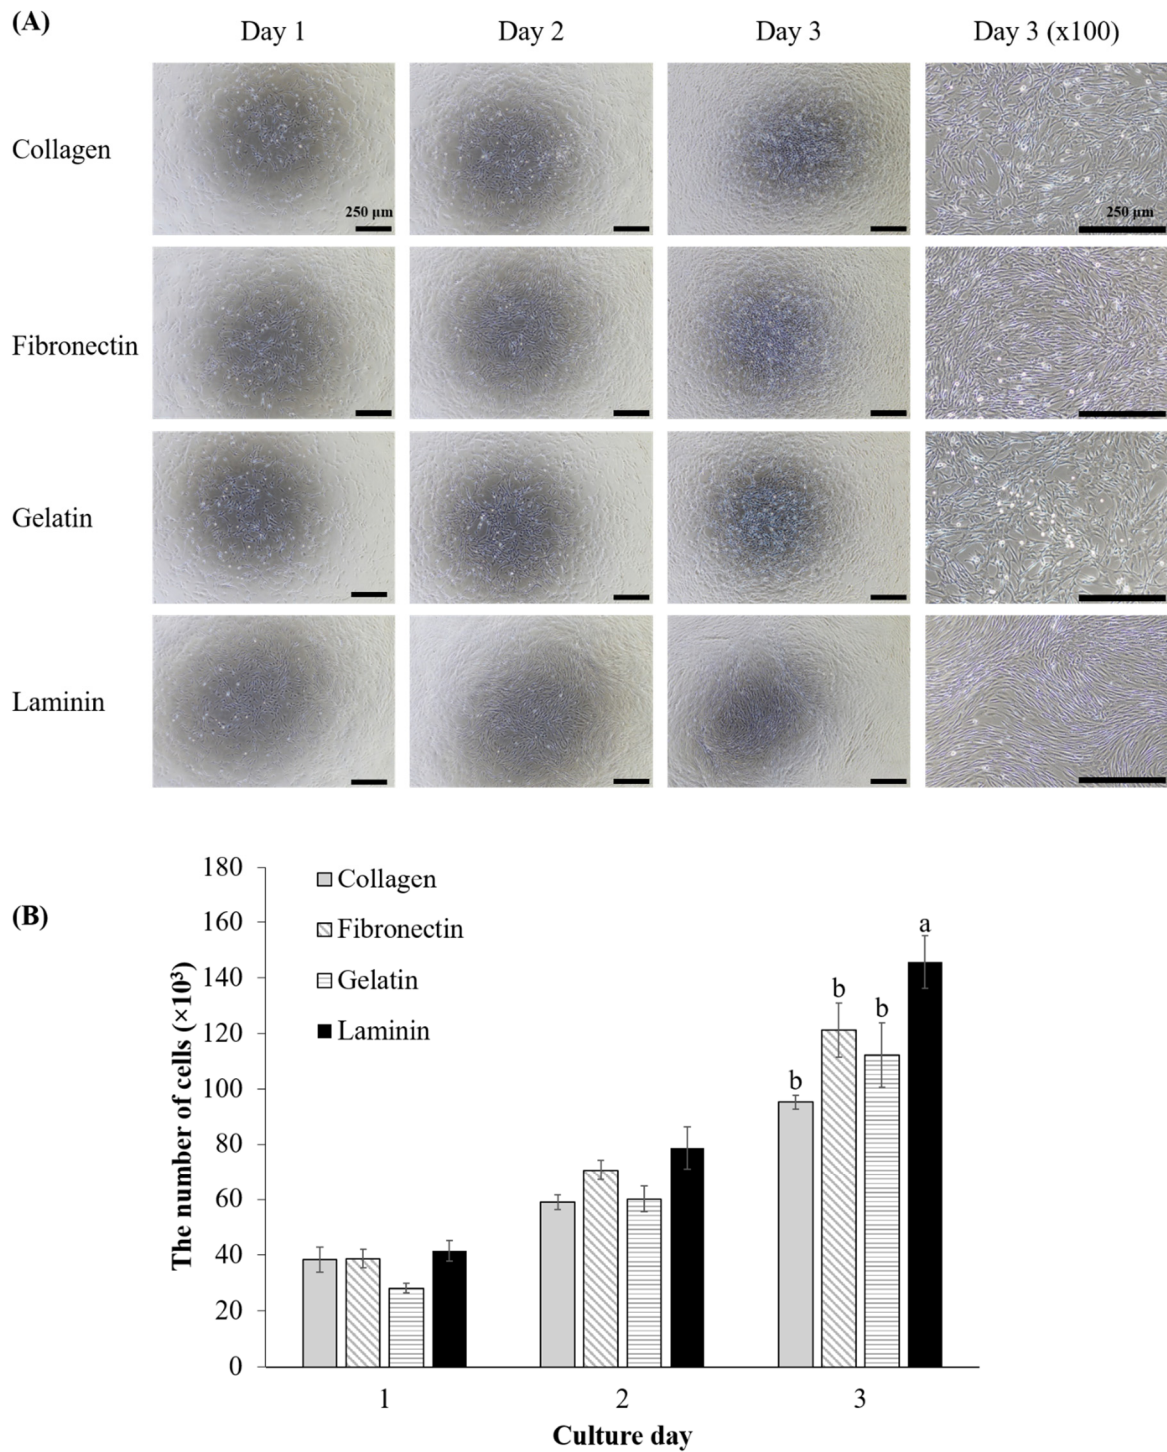 (A)
Day 1 Day 2 Day 3 Day 3 (x100)
Collagen
250 µm 250 µm
Fibronectin
Gelatin
Laminin
(B)
The number of cells (×10³)
180
160
140
120
100
80
60
40
20
0
Collagen
Fibronectin
Gelatin
Laminin
b b b a
1 2 3
Culture day